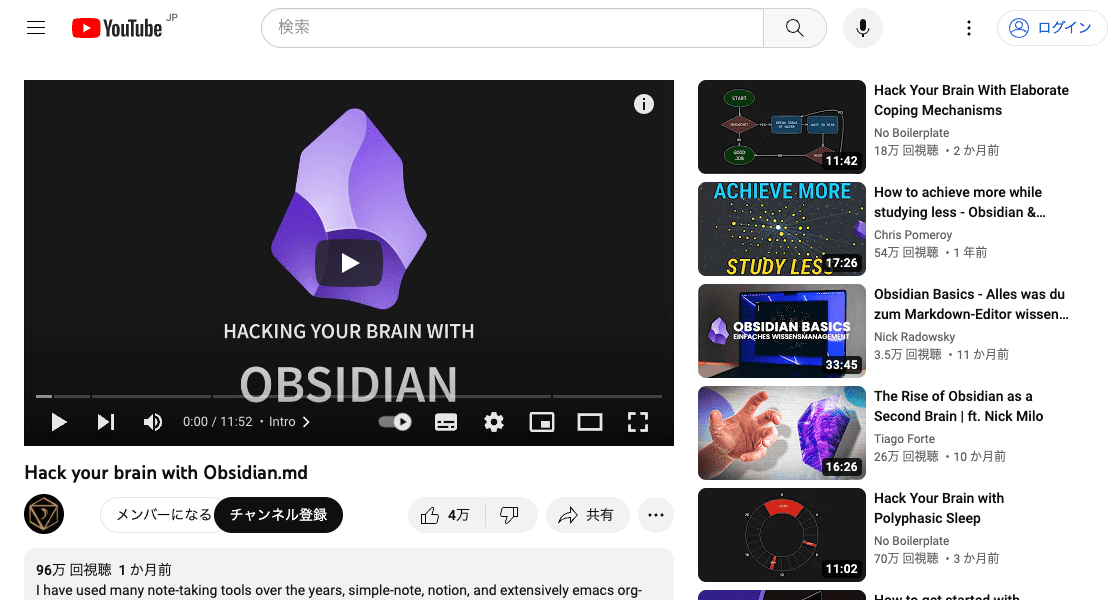 YouTube JP
検索
ログイン
HACKING YOUR BRAIN WITH
OBSIDIAN
0:00 / 11:52 • Intro
Hack your brain with Obsidian.md
メンバーになる
チャンネル登録
4万
共有
96万 回視聴 1 か月前
I have used many note-taking tools over the years, simple-note, notion, and extensively emacs org-
START
YES
GOOD
JOB
11:42
Hack Your Brain With Elaborate
Coping Mechanisms
No Boilerplate
18万 回視聴 • 2 か月前
ACHIEVE MORE
STUDY LESS
17:26
How to achieve more while
studying less - Obsidian &...
Chris Pomeroy
54万 回視聴 • 1 年前
OBSIDIAN BASICS
EINFACHES WISSENSMANAGEMENT
33:45
Obsidian Basics - Alles was du
zum Markdown-Editor wissen...
Nick Radowsky
3.5万 回視聴 • 11 か月前
16:26
The Rise of Obsidian as a
Second Brain | ft. Nick Milo
Tiago Forte
26万 回視聴 • 10 か月前
11:02
Hack Your Brain with
Polyphasic Sleep
No Boilerplate
70万 回視聴 • 3 か月前
How to get started with